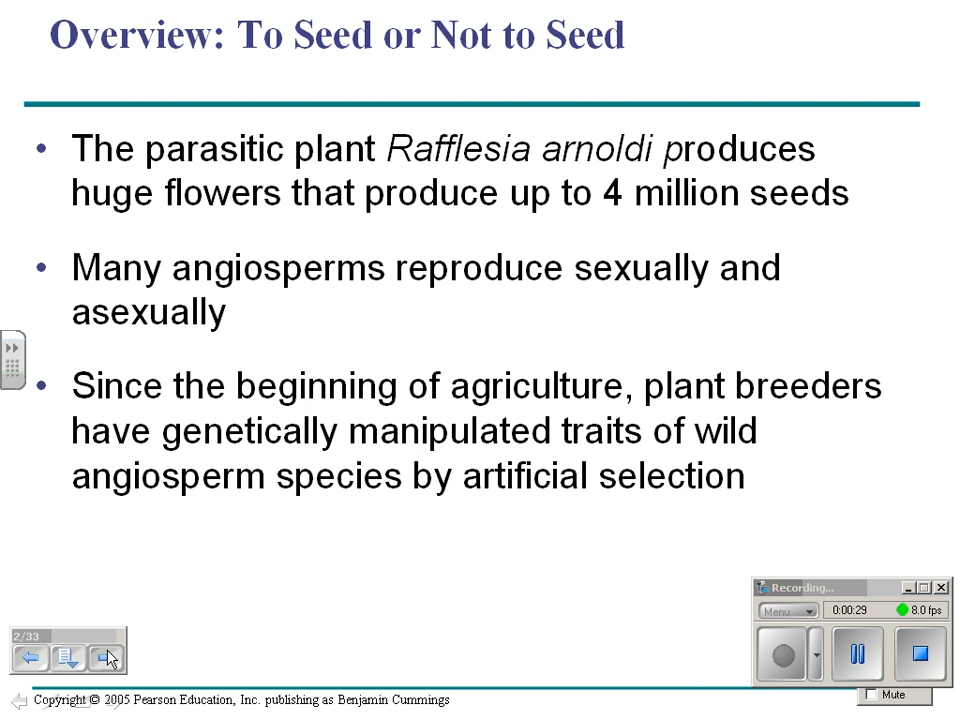 Overview: To Seed or Not to Seed
• The parasitic plant Rafflesia arnoldi produces
huge flowers that produce up to 4 million seeds
• Many angiosperms reproduce sexually and
asexually
• Since the beginning of agriculture, plant breeders
have genetically manipulated traits of wild
angiosperm species by artificial selection
Recording...
Menu 0:00:29 8.0 fps
2/33
Mute
Copyright © 2005 Pearson Education, Inc. publishing as Benjamin Cummings